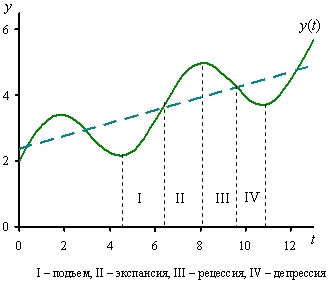 y
6
y(t)
4
2
I II III IV
0
0 2 4 6 8 10 12 t
I – подъем, II – экспансия, III – рецессия, IV – депрессия